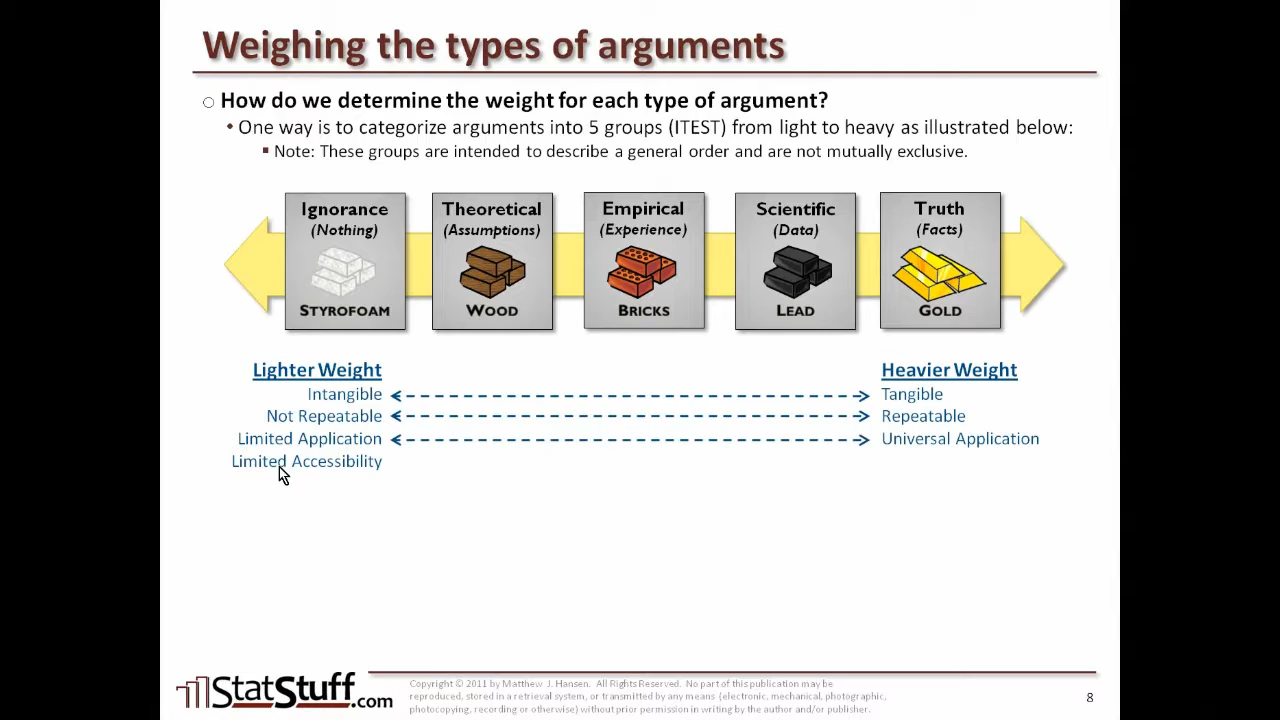 Weighing the types of arguments
How do we determine the weight for each type of argument?
One way is to categorize arguments into 5 groups (ITEST) from light to heavy as illustrated below:
Note: These groups are intended to describe a general order and are not mutually exclusive.
Ignorance
(Nothing)
STYROFOAM
Theoretical
(Assumptions)
WOOD
Empirical
(Experience)
BRICKS
Scientific
(Data)
LEAD
Truth
(Facts)
GOLD
Lighter Weight
Heavier Weight
Intangible
Tangible
Not Repeatable
Repeatable
Limited Application
Universal Application
Limited Accessibility
StatStuff.com
Copyright © 2011 by Matthew J. Hansen. All Rights Reserved. No part of this publication may be
reproduced, stored in a retrieval system, or transmitted by any means (electronic, mechanical, photographic,
photocopying, recording or otherwise) without prior permission in writing by the author and/or publisher.
8